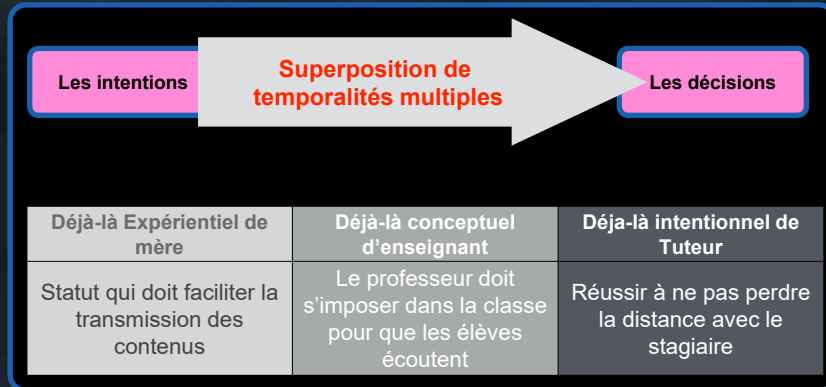 Les intentions
Superposition de
temporalités multiples
Les décisions
Déjà-là Expérientiel de
mère
Déjà-là conceptuel
d’enseignant
Déja-là intentionnel de
Tuteur
Statut qui doit faciliter la
transmission des
contenus
Le professeur doit
s’imposer dans la classe
pour que les élèves
écoutent
Réussir à ne pas perdre
la distance avec le
stagiaire